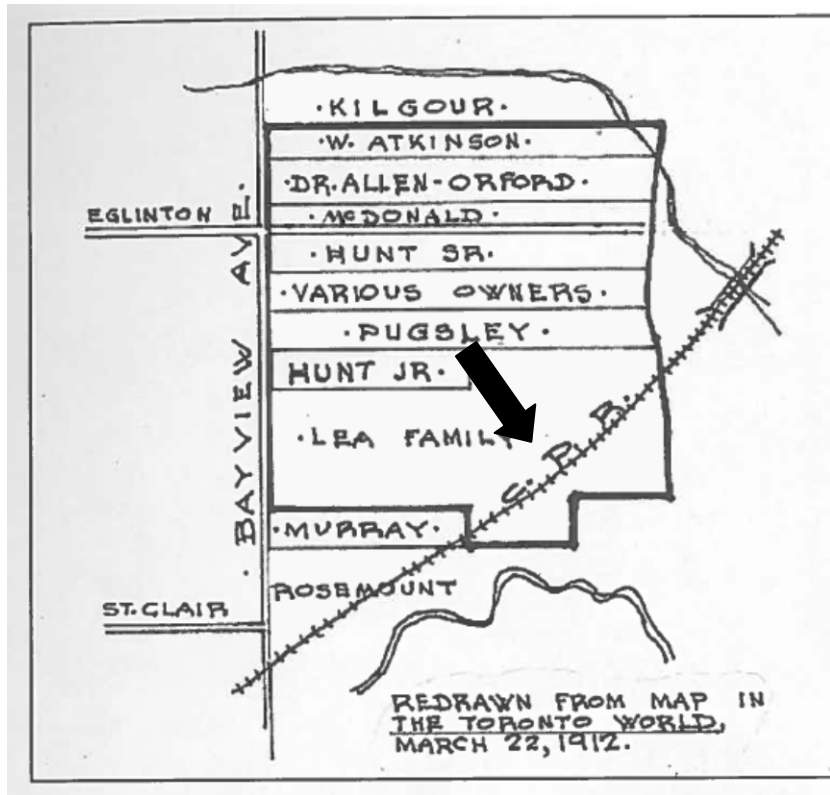 ·KILGOUR·
·W. ATKINSON·
·DR. ALLEN-ORFORD·
EGLINTON
·MCDONALD·
·HUNT SR.
·VARIOUS OWNERS·
·PUGSLEY·
HUNT JR.·
·LEA FAMILY
C. P. R.
·BAYVIEW AVE.
·MURRAY·
ROSEMOUNT
ST. CLAIR
REDRAWN FROM MAP IN
THE TORONTO WORLD,
MARCH 22, 1912.